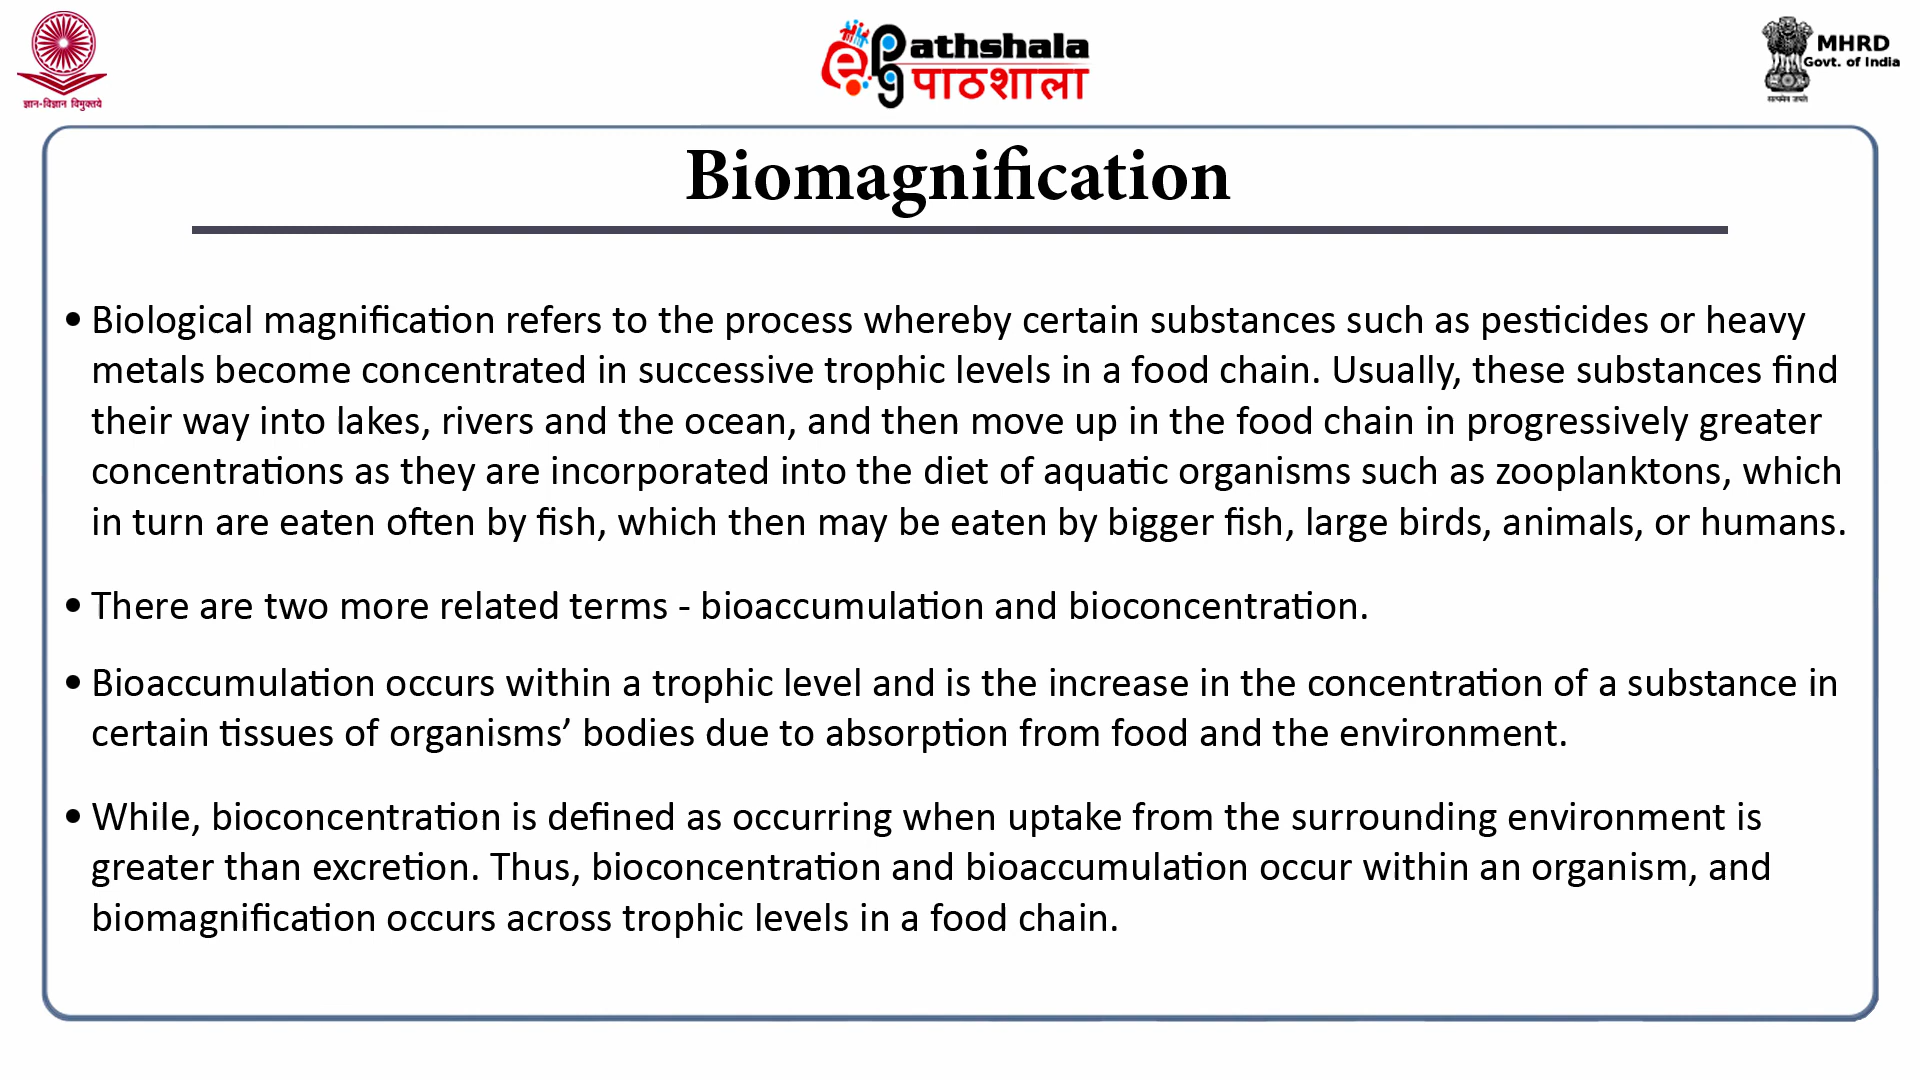 ज्ञान-विज्ञान विमुक्तये
ePG athshala
पाठशाला
MHRD
Govt. of India
सत्यमेव जयते
Biomagnification
• Biological magnification refers to the process whereby certain substances such as pesticides or heavy
metals become concentrated in successive trophic levels in a food chain. Usually, these substances find
their way into lakes, rivers and the ocean, and then move up in the food chain in progressively greater
concentrations as they are incorporated into the diet of aquatic organisms such as zooplanktons, which
in turn are eaten often by fish, which then may be eaten by bigger fish, large birds, animals, or humans.
• There are two more related terms - bioaccumulation and bioconcentration.
• Bioaccumulation occurs within a trophic level and is the increase in the concentration of a substance in
certain tissues of organisms’ bodies due to absorption from food and the environment.
• While, bioconcentration is defined as occurring when uptake from the surrounding environment is
greater than excretion. Thus, bioconcentration and bioaccumulation occur within an organism, and
biomagnification occurs across trophic levels in a food chain.